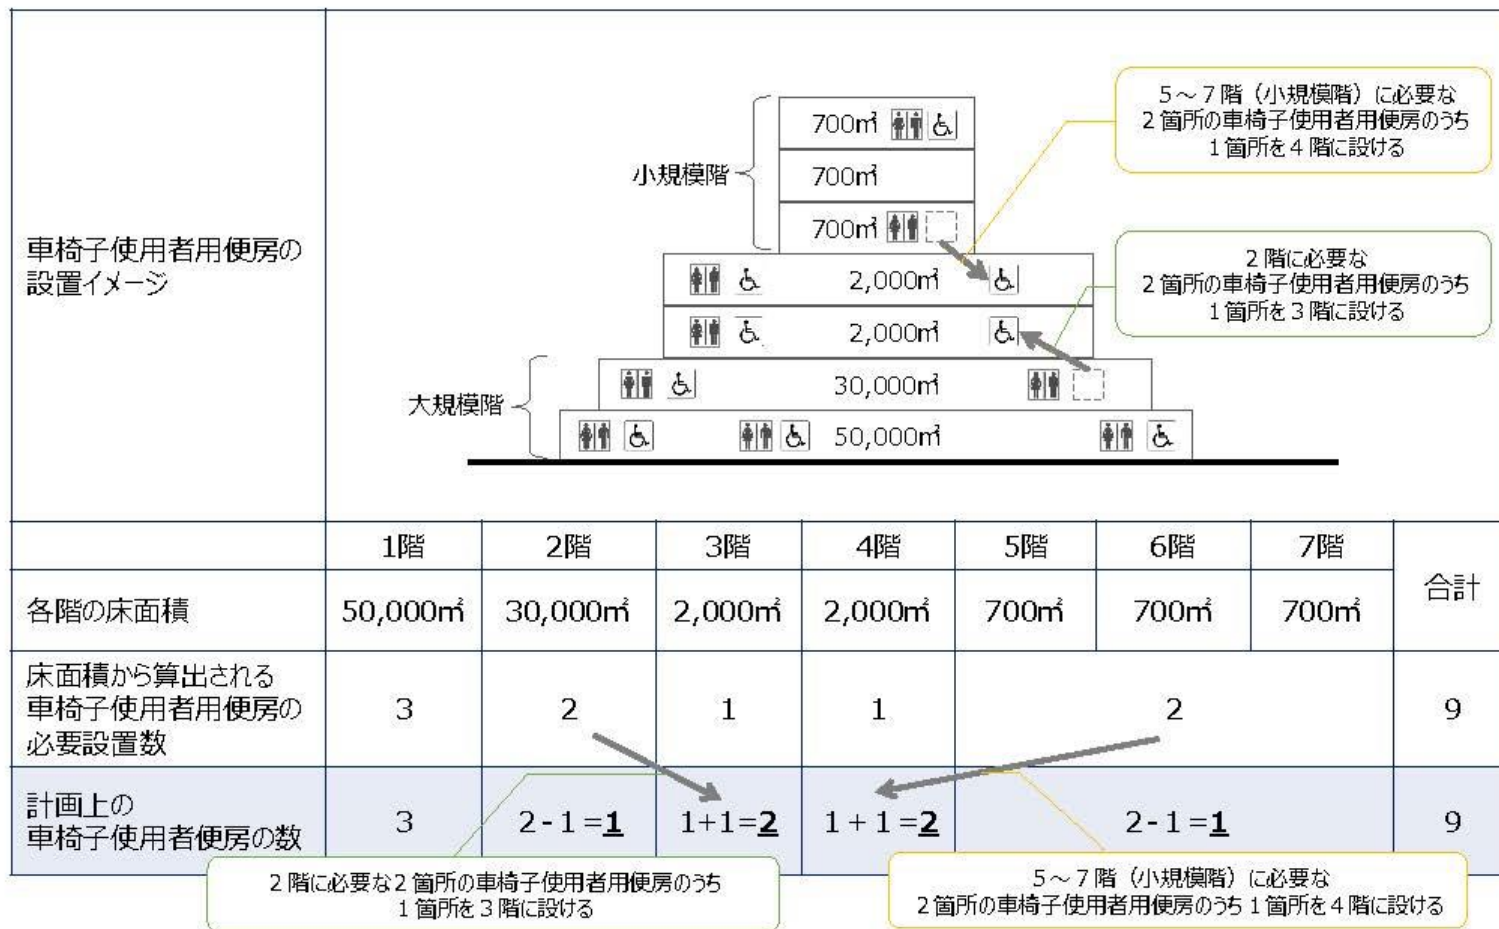 車椅子使用者用便房の
設置イメージ
小規模階
大規模階
700㎡
700㎡
700㎡
2,000㎡
2,000㎡
30,000㎡
50,000㎡
5～7階（小規模階）に必要な
2箇所の車椅子使用者用便房のうち
1箇所を4階に設ける
2階に必要な
2箇所の車椅子使用者用便房のうち
1箇所を3階に設ける
1階 2階 3階 4階 5階 6階 7階 合計
各階の床面積 50,000㎡ 30,000㎡ 2,000㎡ 2,000㎡ 700㎡ 700㎡ 700㎡
床面積から算出される
車椅子使用者用便房の
必要設置数
3 2 1 1 2 9
計画上の
車椅子使用者便房の数
3 2-1=1 1+1=2 1+1=2 2-1=1 9
2階に必要な2箇所の車椅子使用者用便房のうち
1箇所を3階に設ける
5～7階（小規模階）に必要な
2箇所の車椅子使用者用便房のうち1箇所を4階に設ける